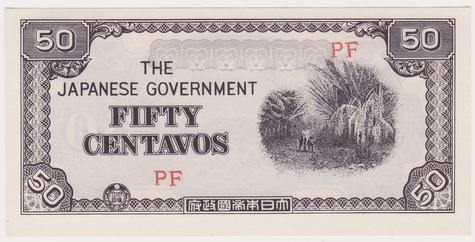 50
50
PF
THE
JAPANESE GOVERNMENT
FIFTY
CENTAVOS
PF
50
50
大日本帝國政府